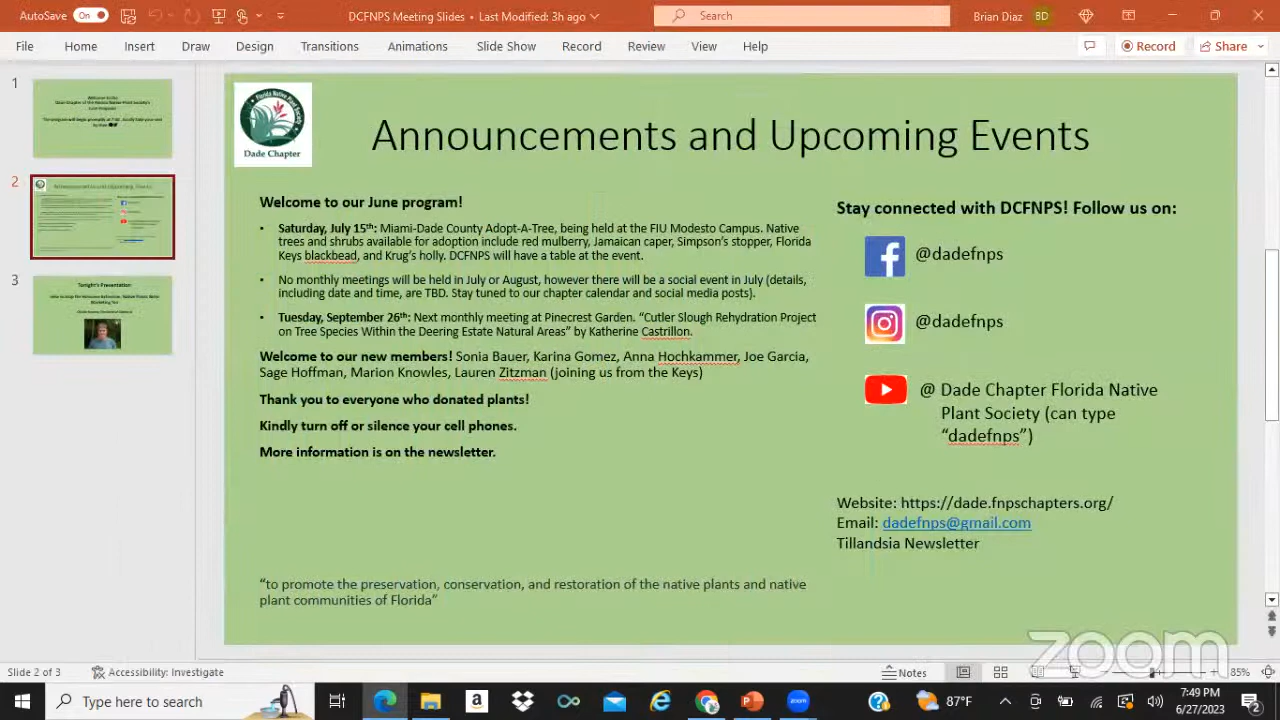 AutoSave On DCFNPS Meeting Slides • Last Modified: 3h ago Search Brian Diaz BD
File Home Insert Draw Design Transitions Animations Slide Show Record Review View Help Record Share
1
2
3
Tonight's Presentation:
Dade Chapter
Announcements and Upcoming Events
Welcome to our June program!
• Saturday, July 15th: Miami-Dade County Adopt-A-Tree, being held at the FIU Modesto Campus. Native
trees and shrubs available for adoption include red mulberry, Jamaican caper, Simpson's stopper, Florida
Keys blackhead, and Krug's holly. DCFNPS will have a table at the event.
• No monthly meetings will be held in July or August, however there will be a social event in July (details,
including date and time, are TBD. Stay tuned to our chapter calendar and social media posts).
• Tuesday, September 26th: Next monthly meeting at Pinecrest Garden. "Cutler Slough Rehydration Project
on Tree Species Within the Deering Estate Natural Areas" by Katherine Castrillon.
Welcome to our new members! Sonia Bauer, Karina Gomez, Anna Hochkammer, Joe Garcia,
Sage Hoffman, Marion Knowles, Lauren Zitzman (joining us from the Keys)
Thank you to everyone who donated plants!
Kindly turn off or silence your cell phones.
More information is on the newsletter.
"to promote the preservation, conservation, and restoration of the native plants and native
plant communities of Florida"
Stay connected with DCFNPS! Follow us on:
@dadefnps
@dadefnps
@ Dade Chapter Florida Native
Plant Society (can type
"dadefnps")
Website: https://dade.fnpschapters.org/
Email: dadefnps@gmail.com
Tillandsia Newsletter
zoom
Slide 2 of 3 Accessibility: Investigate Notes 85%
Type here to search 87°F 7:49 PM
6/27/2023
2